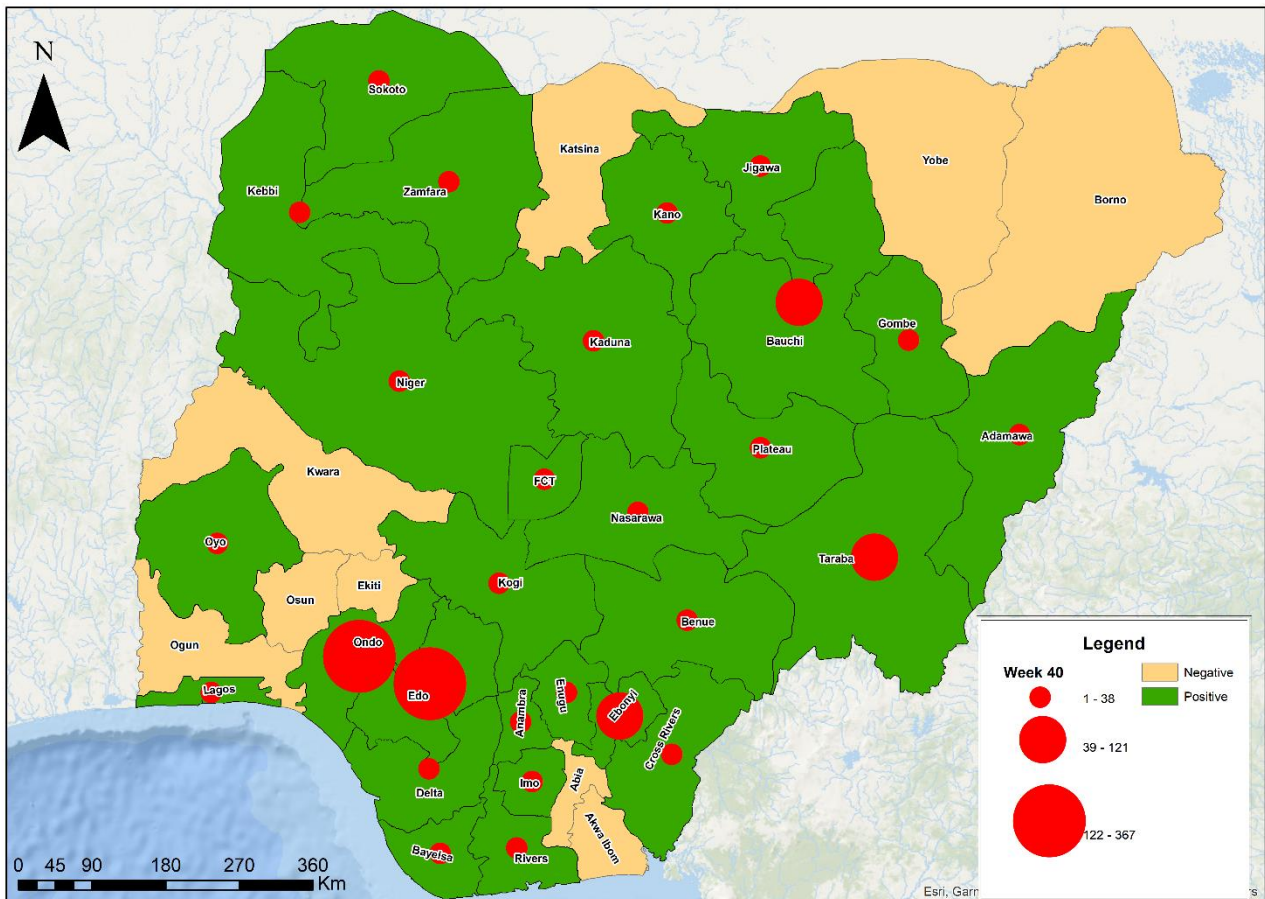 N
Sokoto
Katsina
Jigawa
Yobe
Kebbi
Zamfara
Kano
Borno
Gombe
Kaduna
Bauchi
Niger
Adamawa
Plateau
Kwara
FCT
Nasarawa
Oyo
Taraba
Kogi
Ekiti
Osun
Benue
Ondo
Ogun
Edo
Lagos
Enugu
Ebonyi
Anambra
Cross Rivers
Imo
Abia
Delta
Akwa Ibom
Bayelsa
Rivers
Legend
Week 40
Negative
1 - 38
Positive
39 - 121
122 - 367
0 45 90 180 270 360
Km
Esri, Garr